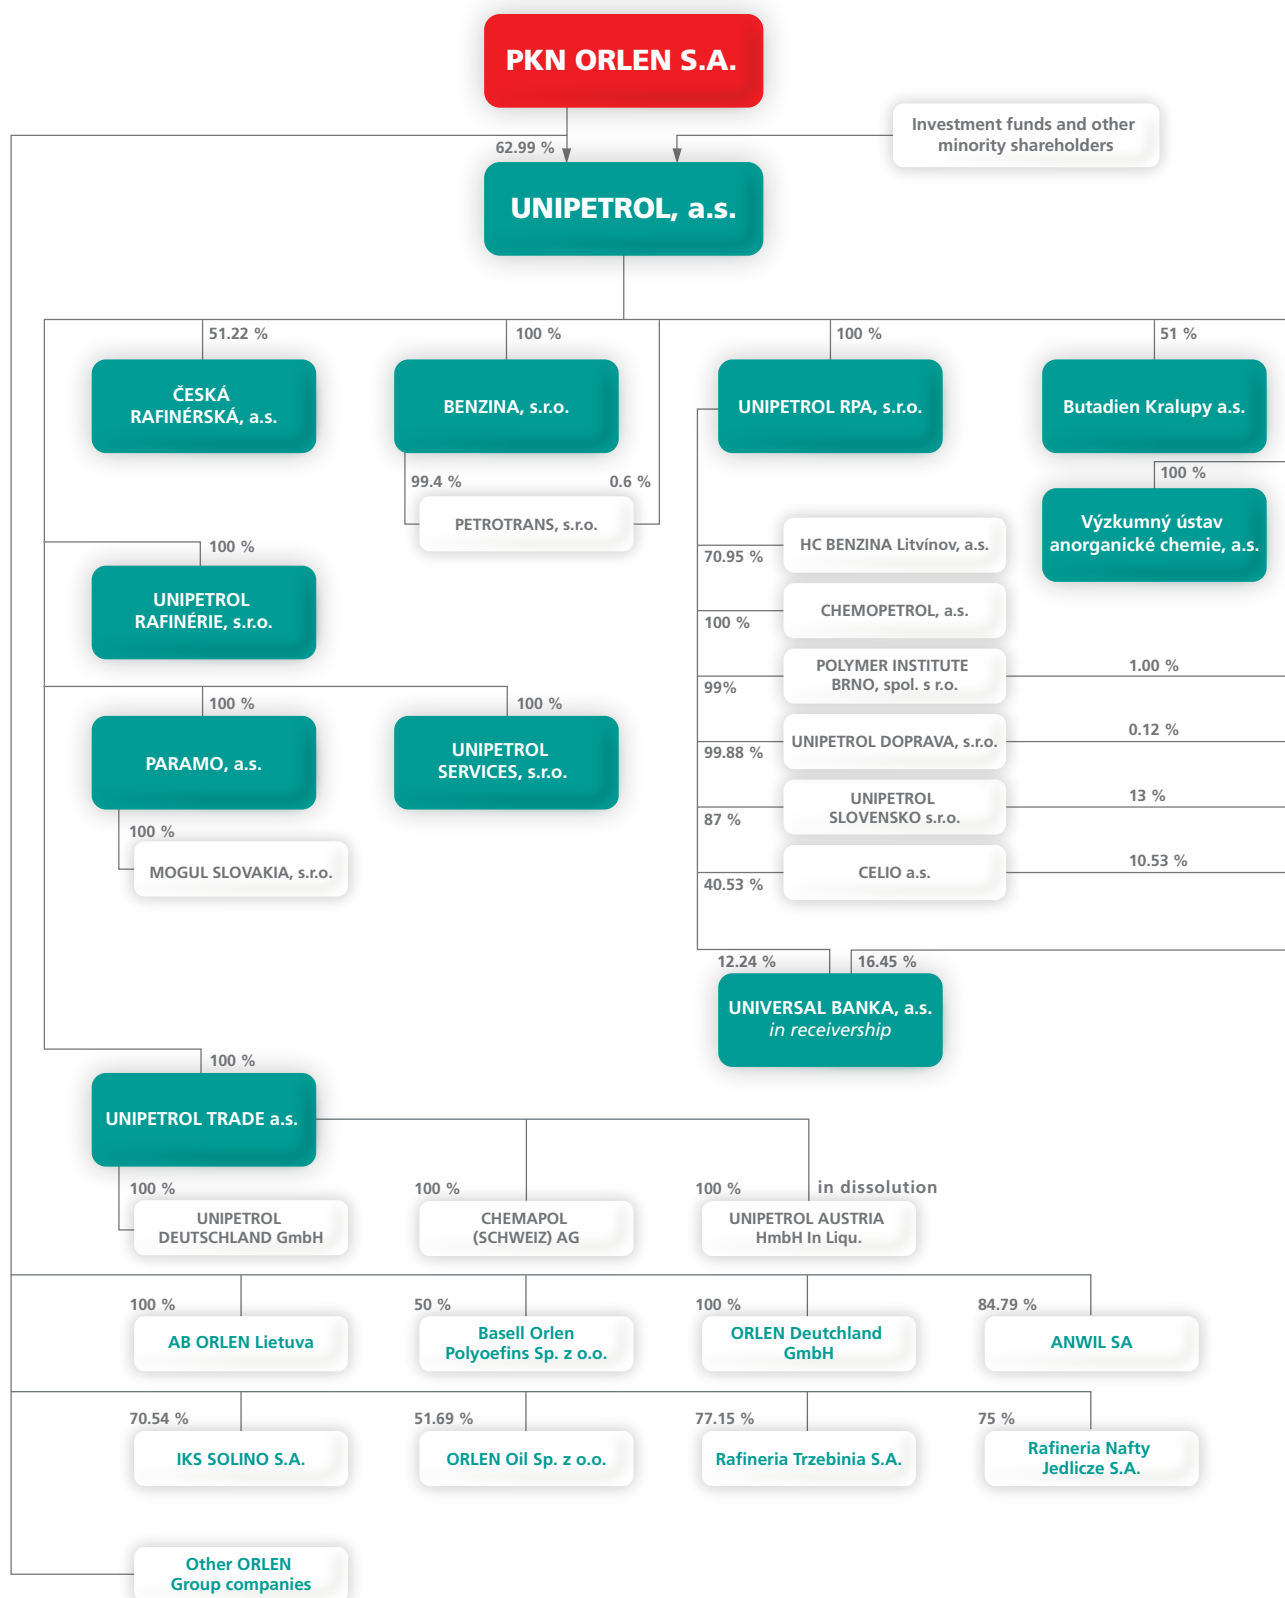 PKN ORLEN S.A.
Investment funds and other
minority shareholders
62.99 %
UNIPETROL, a.s.
51.22 %
100 %
100 %
51 %
ČESKÁ
RAFINÉRSKÁ, a.s.
BENZINA, s.r.o.
UNIPETROL RPA, s.r.o.
Butadien Kralupy a.s.
99.4 %
0.6 %
PETROTRANS, s.r.o.
100 %
Výzkumný ústav
anorganické chemie, a.s.
100 %
UNIPETROL
RAFINÉRIE, s.r.o.
HC BENZINA Litvínov, a.s.
70.95 %
CHEMOPETROL, a.s.
100 %
POLYMER INSTITUTE
BRNO, spol. s r.o.
99%
1.00 %
UNIPETROL DOPRAVA, s.r.o.
99.88 %
0.12 %
UNIPETROL
SLOVENSKO s.r.o.
87 %
13 %
CELIO a.s.
40.53 %
10.53 %
100 %
100 %
PARAMO, a.s.
UNIPETROL
SERVICES, s.r.o.
100 %
MOGUL SLOVAKIA, s.r.o.
12.24 %
16.45 %
UNIVERSAL BANKA, a.s.
in receivership
100 %
UNIPETROL TRADE a.s.
100 %
100 %
100 %
in dissolution
UNIPETROL
DEUTSCHLAND GmbH
CHEMAPOL
(SCHWEIZ) AG
UNIPETROL AUSTRIA
HmbH In Liqu.
100 %
50 %
100 %
84.79 %
AB ORLEN Lietuva
Basell Orlen
Polyoefins Sp. z o.o.
ORLEN Deutchland
GmbH
ANWIL SA
70.54 %
51.69 %
77.15 %
75 %
IKS SOLINO S.A.
ORLEN Oil Sp. z o.o.
Rafineria Trzebinia S.A.
Rafineria Nafty
Jedlicze S.A.
Other ORLEN
Group companies